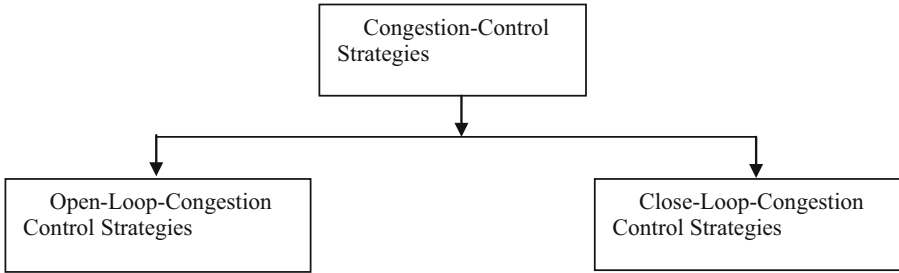 Congestion-Control
Strategies
Open-Loop-Congestion
Control Strategies
Close-Loop-Congestion
Control Strategies